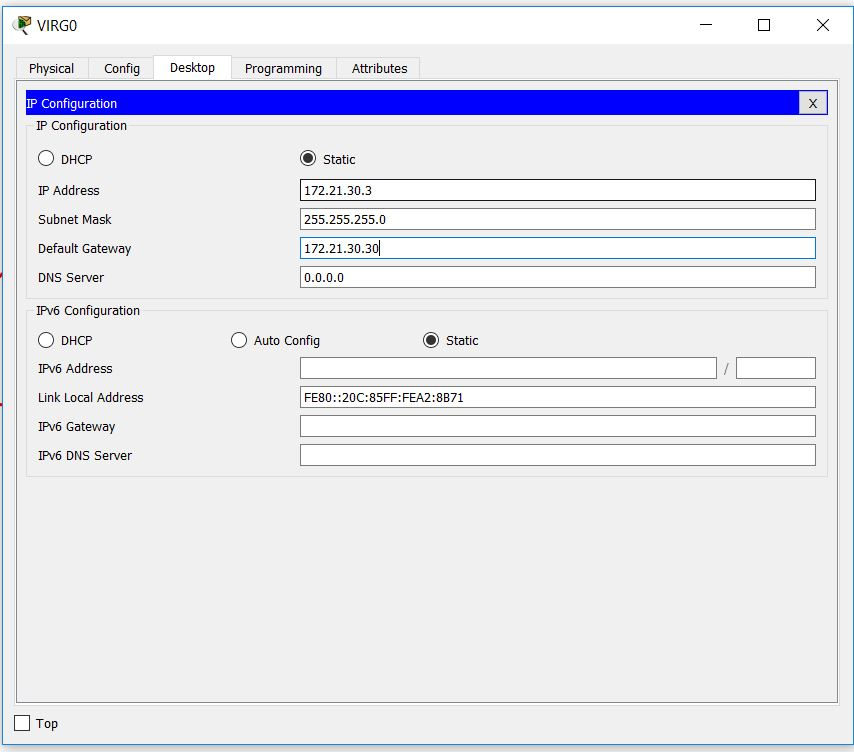 VIRG0
Physical Config Desktop Programming Attributes
IP Configuration X
IP Configuration
DHCP Static
IP Address 172.21.30.3
Subnet Mask 255.255.255.0
Default Gateway 172.21.30.30
DNS Server 0.0.0.0
IPv6 Configuration
DHCP Auto Config Static
IPv6 Address /
Link Local Address FE80::20C:85FF:FEA2:8B71
IPv6 Gateway
IPv6 DNS Server
Top